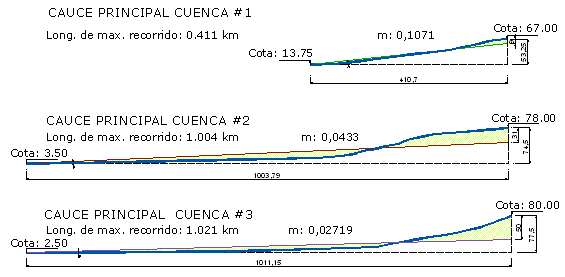 CAUCE PRINCIPAL CUENCA #1
Long. de max. recorrido: 0.411 km
m: 0,1071
Cota: 67.00
Cota: 13.75
53,25
410,7
CAUCE PRINCIPAL CUENCA #2
Long. de max. recorrido: 1.004 km
m: 0,0433
Cota: 78.00
Cota: 3.50
74,5
1003,79
CAUCE PRINCIPAL CUENCA #3
Long. de max. recorrido: 1.021 km
m: 0,02719
Cota: 80.00
Cota: 2.50
77,5
1011,15